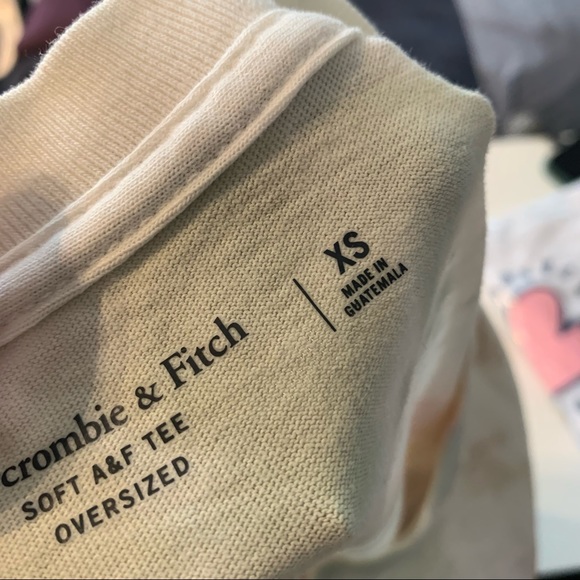 crombie & Fitch
SOFT A&F TEE
OVERSIZED
XS
MADE IN
GUATEMALA